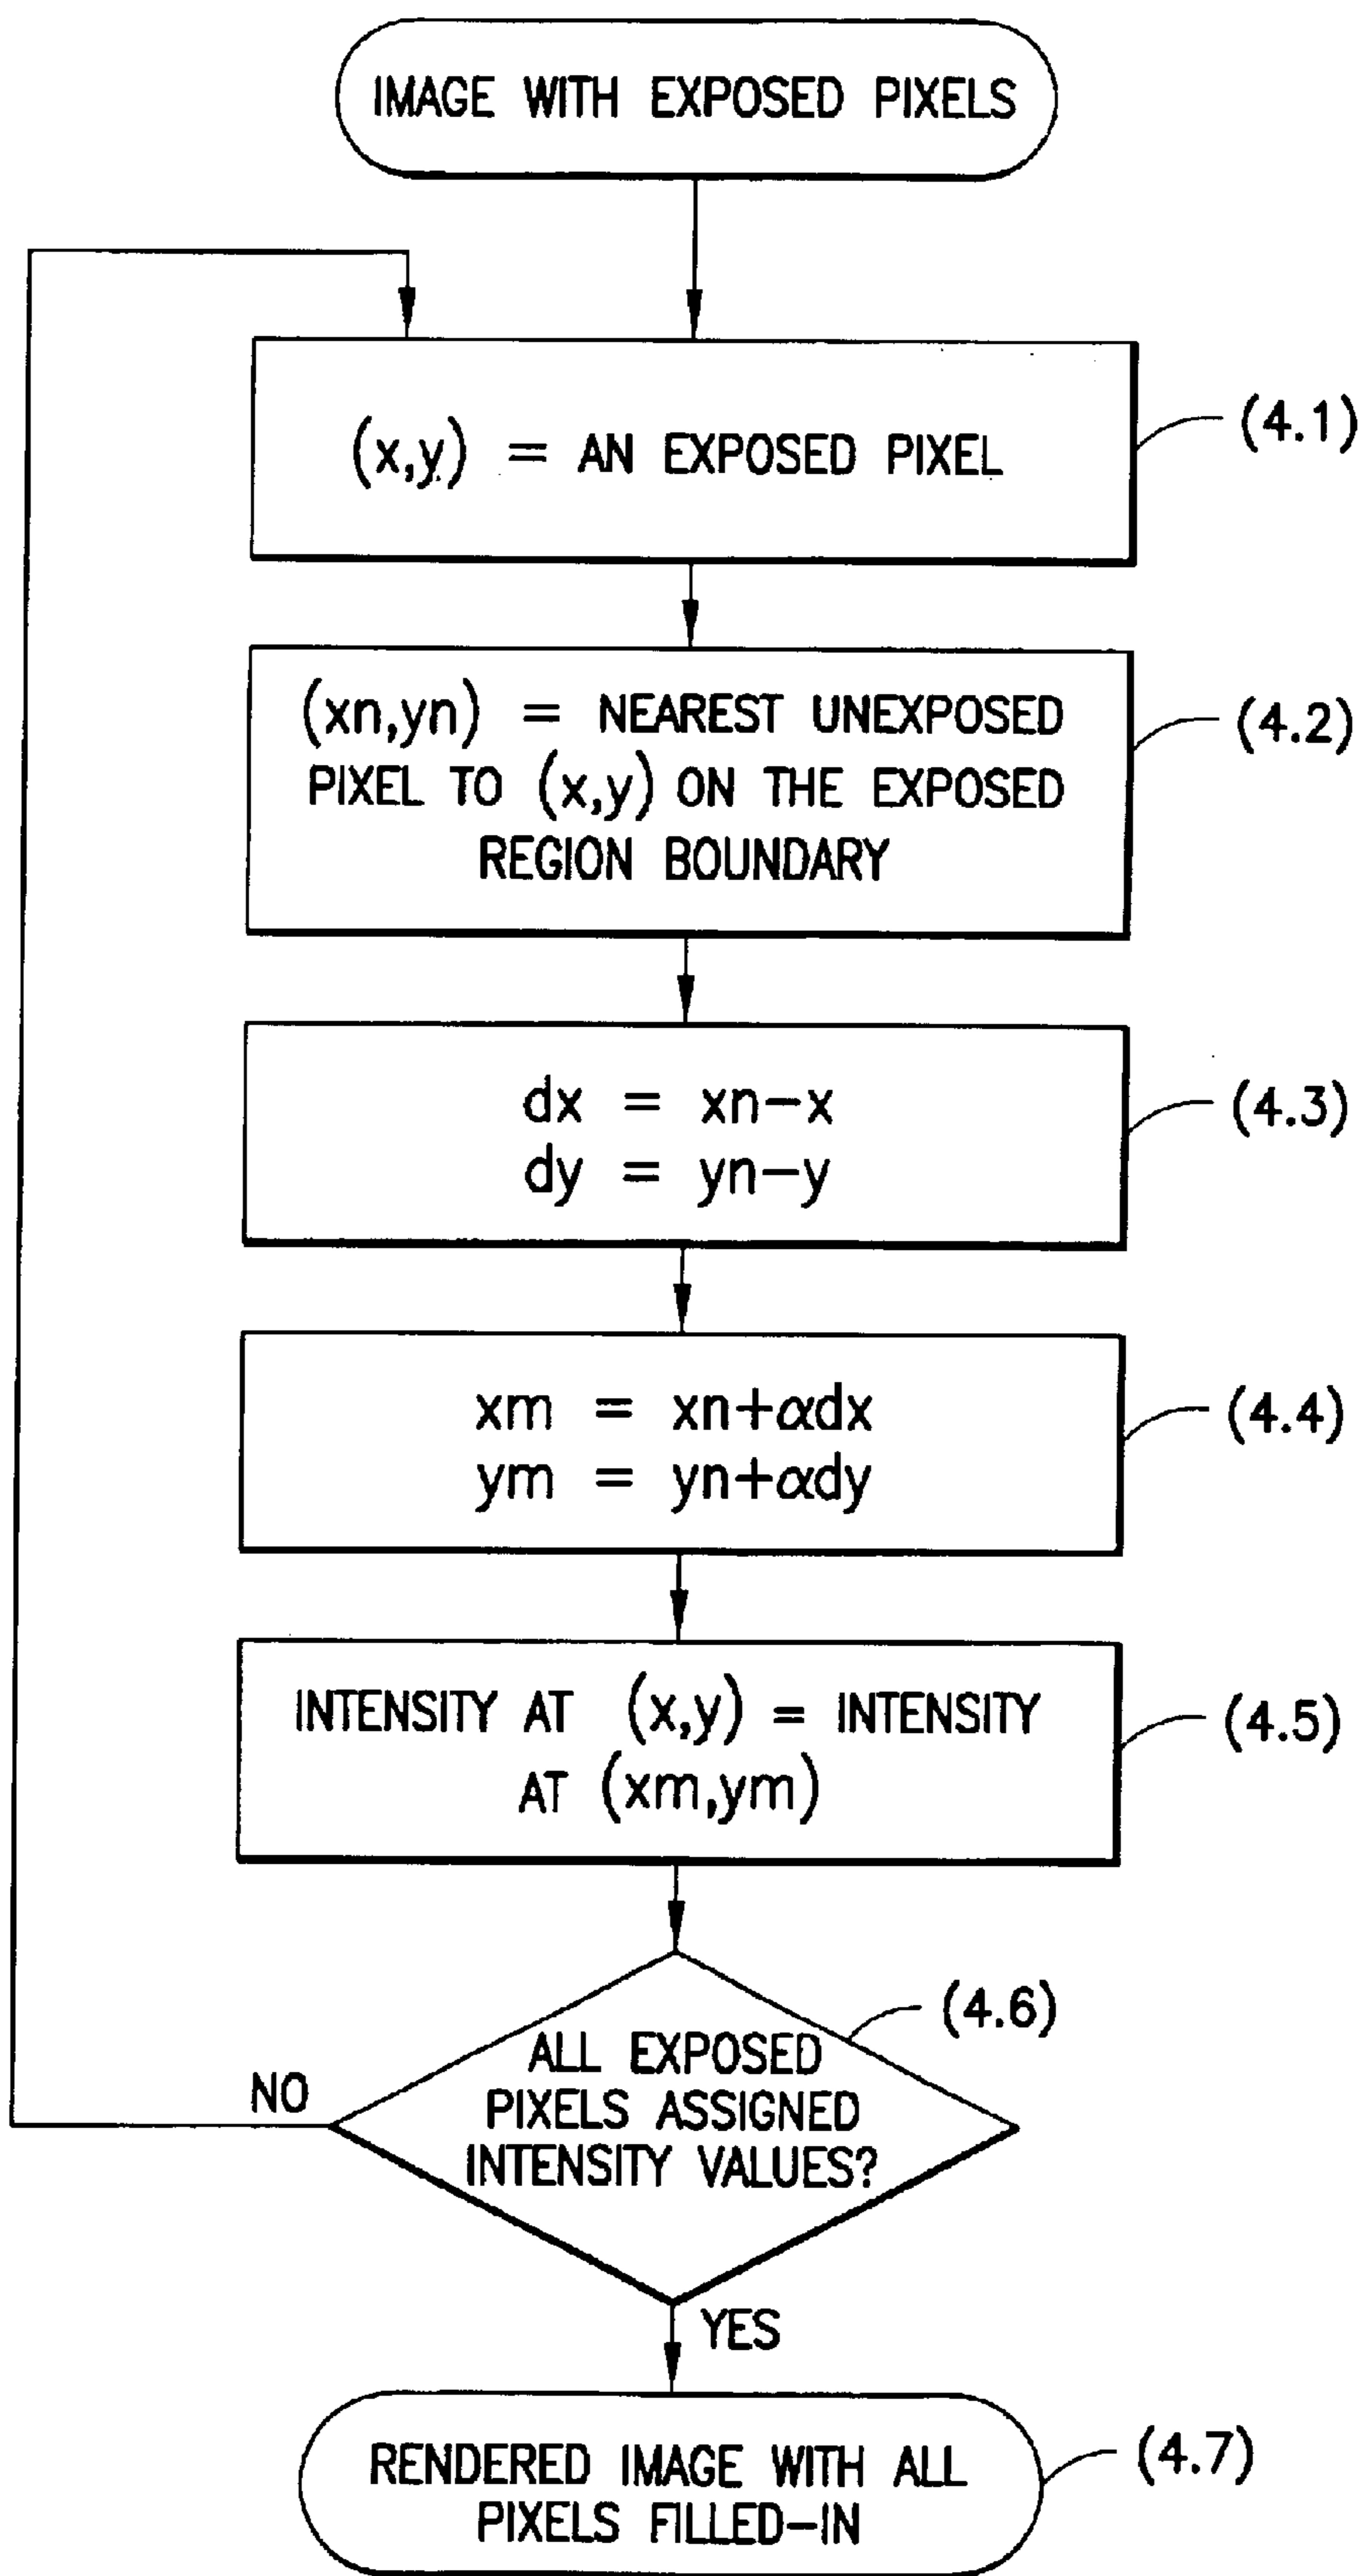 IMAGE WITH EXPOSED PIXELS
(x,y) = AN EXPOSED PIXEL
(4.1)
(xn,yn) = NEAREST UNEXPOSED
PIXEL TO (x,y) ON THE EXPOSED
REGION BOUNDARY
(4.2)
dx = xn-x
dy = yn-y
(4.3)
xm = xn+αdx
ym = yn+αdy
(4.4)
INTENSITY AT (x,y) = INTENSITY
AT (xm,ym)
(4.5)
ALL EXPOSED
PIXELS ASSIGNED
INTENSITY VALUES?
(4.6)
NO
YES
RENDERED IMAGE WITH ALL
PIXELS FILLED-IN
(4.7)